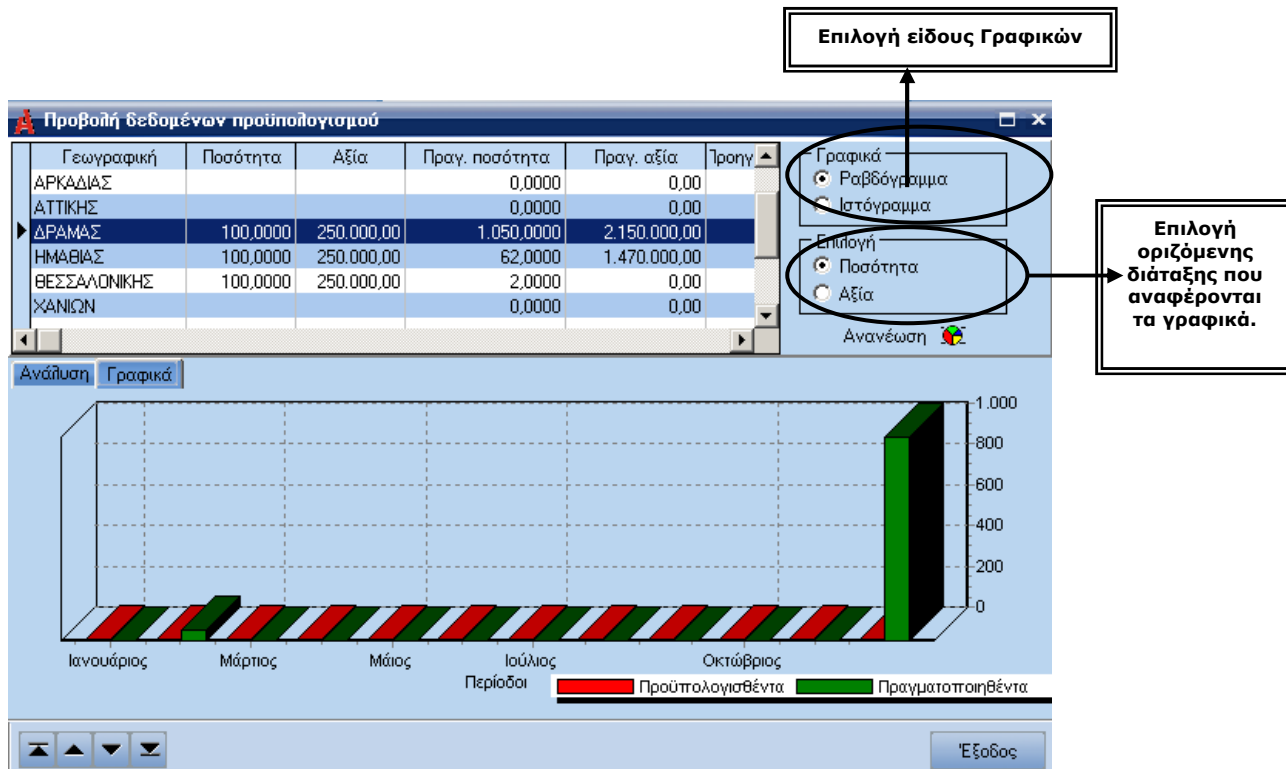 Επιλογή είδους Γραφικών
Προβολή δεδομένων προϋπολογισμού
Γεωγραφική Ποσότητα Αξία Πραγ. ποσότητα Πραγ. αξία Προηγ
ΑΡΚΑΔΙΑΣ 0,0000 0,00
ΑΤΤΙΚΗΣ 0,0000 0,00
ΔΡΑΜΑΣ 100,0000 250.000,00 1.050,0000 2.150.000,00
ΗΜΑΘΙΑΣ 100,0000 250.000,00 62,0000 1.470.000,00
ΘΕΣΣΑΛΟΝΙΚΗΣ 100,0000 250.000,00 2,0000 0,00
ΧΑΝΙΩΝ 0,0000 0,00
Γραφικά
Ραβδόγραμμα
Ιστόγραμμα
Επιλογή
Ποσότητα
Αξία
Ανανέωση
Επιλογή
οριζόμενης
διάταξης που
αναφέρονται
τα γραφικά.
Ανάλυση Γραφικά
1.000
800
600
400
200
0
Ιανουάριος Μάρτιος Μάιος Ιούλιος Οκτώβριος
Περίοδοι Προϋπολογισθέντα Πραγματοποιηθέντα
Έξοδος